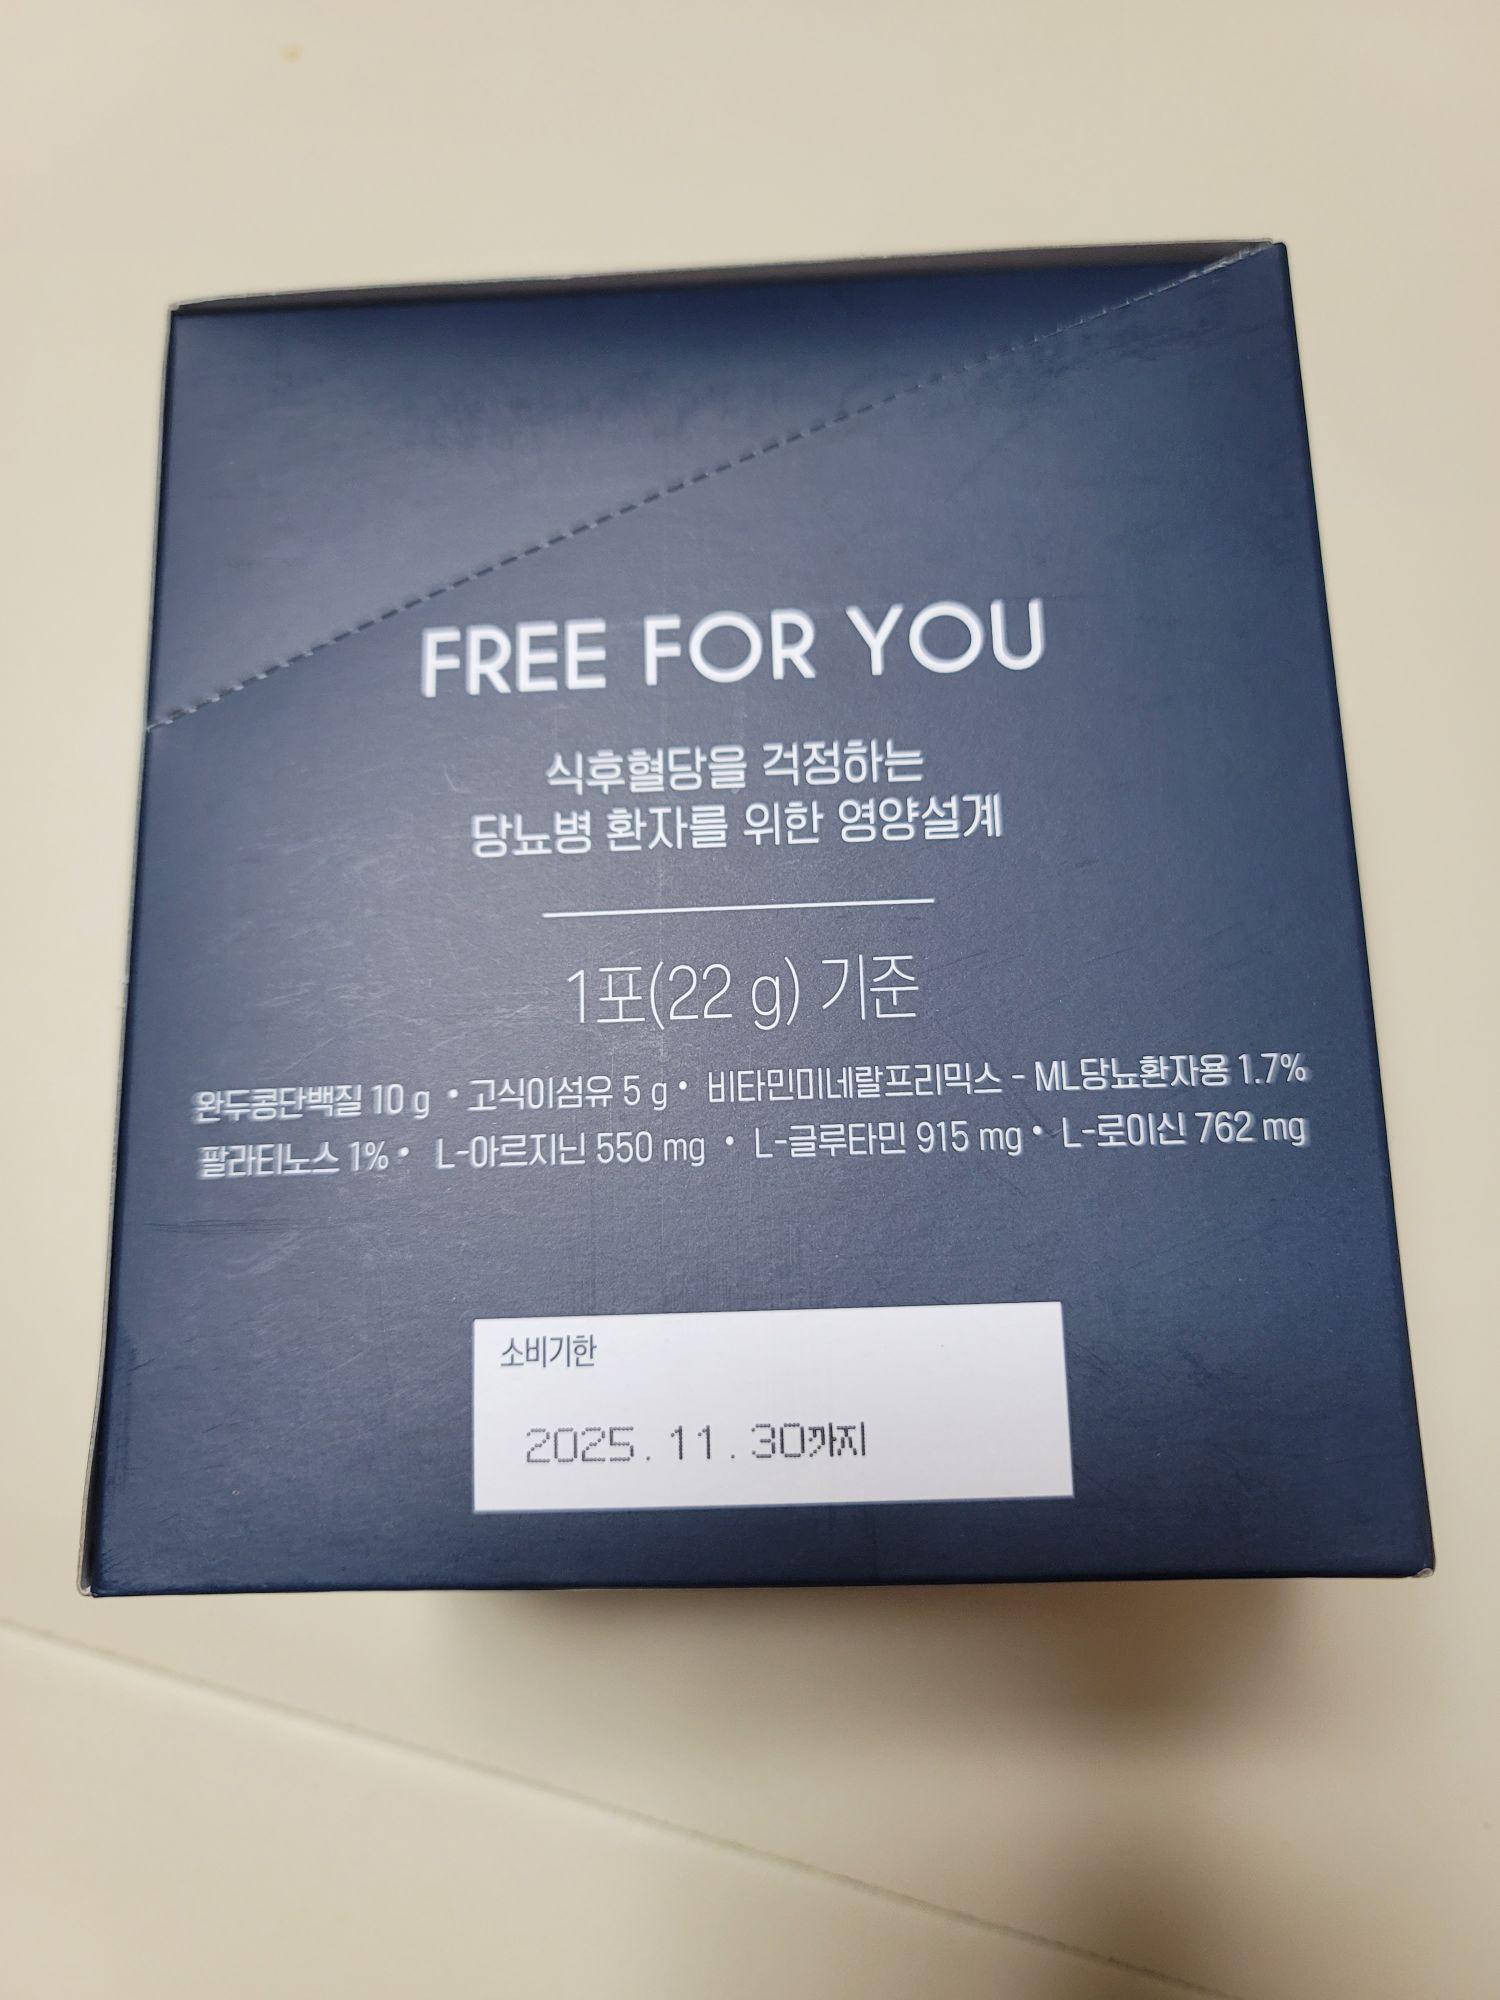 FREE FOR YOU
식후혈당을 걱정하는
당뇨병 환자를 위한 영양설계
1포(22 g) 기준
완두콩단백질 10 g • 고식이섬유 5 g • 비타민미네랄프리믹스 - ML당뇨환자용 1.7%
팔라티노스 1% • L-아르지닌 550 mg • L-글루타민 915 mg • L-로이신 762 mg
소비기한
2025.11.30까지